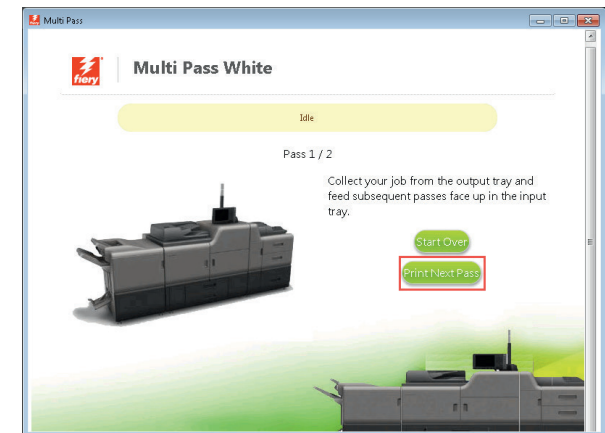 Multi Pass
fiery
Multi Pass White
Idle
Pass 1 / 2
Collect your job from the output tray and
feed subsequent passes face up in the input
tray.
Start Over
Print Next Pass